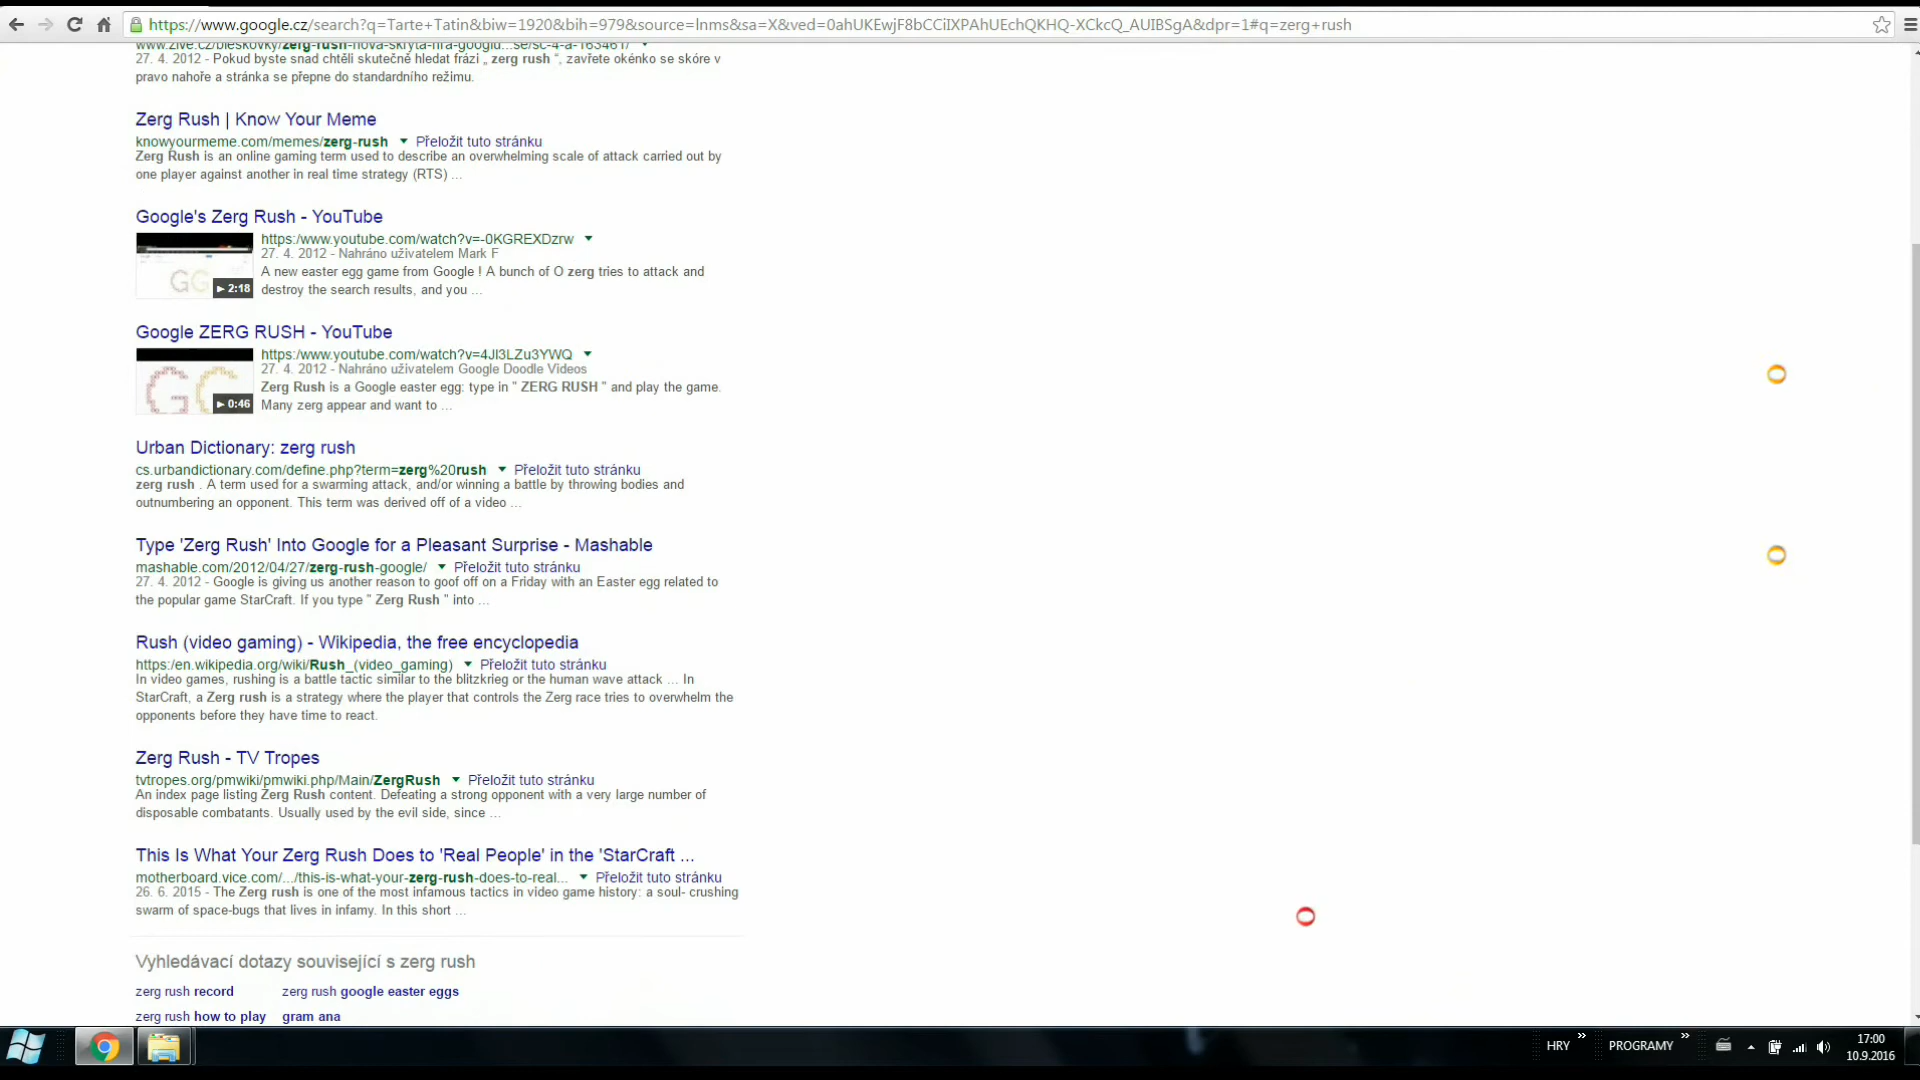 https://www.google.cz/search?q=Tarte+Tatin&biw=1920&bih=979&source=lnms&sa=X&ved=0ahUKEwjF8bCCiIXPAhUEchQKHQ-XCkcQ_AUIBSgA&dpr=1#q=zerg+rush
www.zive.cz/bleskovky/zerg-rush-nova-skryta-hra-googlu...se/sc-4-a-163461/
27. 4. 2012 - Pokud byste snad chtěli skutečně hledat frázi „ zerg rush “, zavřete okénko se skóre v
pravo nahoře a stránka se přepne do standardního režimu.
Zerg Rush | Know Your Meme
knowyourmeme.com/memes/zerg-rush Přeložit tuto stránku
Zerg Rush is an online gaming term used to describe an overwhelming scale of attack carried out by
one player against another in real time strategy (RTS) ...
Google's Zerg Rush - YouTube
https:/www.youtube.com/watch?v=-0KGREXDzrw
27. 4. 2012 - Nahráno uživatelem Mark F
A new easter egg game from Google ! A bunch of O zerg tries to attack and
GG 2:18 destroy the search results, and you ...
Google ZERG RUSH - YouTube
https:/www.youtube.com/watch?v=4Jl3LZu3YWQ
27. 4. 2012 - Nahráno uživatelem Google Doodle Videos
Zerg Rush is a Google easter egg: type in " ZERG RUSH " and play the game.
GG 0:46 Many zerg appear and want to ...
Urban Dictionary: zerg rush
cs.urbandictionary.com/define.php?term=zerg%20rush Přeložit tuto stránku
zerg rush . A term used for a swarming attack, and/or winning a battle by throwing bodies and
outnumbering an opponent. This term was derived off of a video ...
Type 'Zerg Rush' Into Google for a Pleasant Surprise - Mashable
mashable.com/2012/04/27/zerg-rush-google/ Přeložit tuto stránku
27. 4. 2012 - Google is giving us another reason to goof off on a Friday with an Easter egg related to
the popular game StarCraft. If you type " Zerg Rush " into ...
Rush (video gaming) - Wikipedia, the free encyclopedia
https:/en.wikipedia.org/wiki/Rush_(video_gaming) Přeložit tuto stránku
In video games, rushing is a battle tactic similar to the blitzkrieg or the human wave attack ... In
StarCraft, a Zerg rush is a strategy where the player that controls the Zerg race tries to overwhelm the
opponents before they have time to react.
Zerg Rush - TV Tropes
tvtropes.org/pmwiki/pmwiki.php/Main/ZergRush Přeložit tuto stránku
An index page listing Zerg Rush content. Defeating a strong opponent with a very large number of
disposable combatants. Usually used by the evil side, since ...
This Is What Your Zerg Rush Does to 'Real People' in the 'StarCraft ...
motherboard.vice.com/.../this-is-what-your-zerg-rush-does-to-real... Přeložit tuto stránku
26. 6. 2015 - The Zerg rush is one of the most infamous tactics in video game history: a soul- crushing
swarm of space-bugs that lives in infamy. In this short ...
Vyhledávací dotazy související s zerg rush
zerg rush record zerg rush google easter eggs
zerg rush how to play gram ana
HRY » PROGRAMY » 17:00
10.9.2016